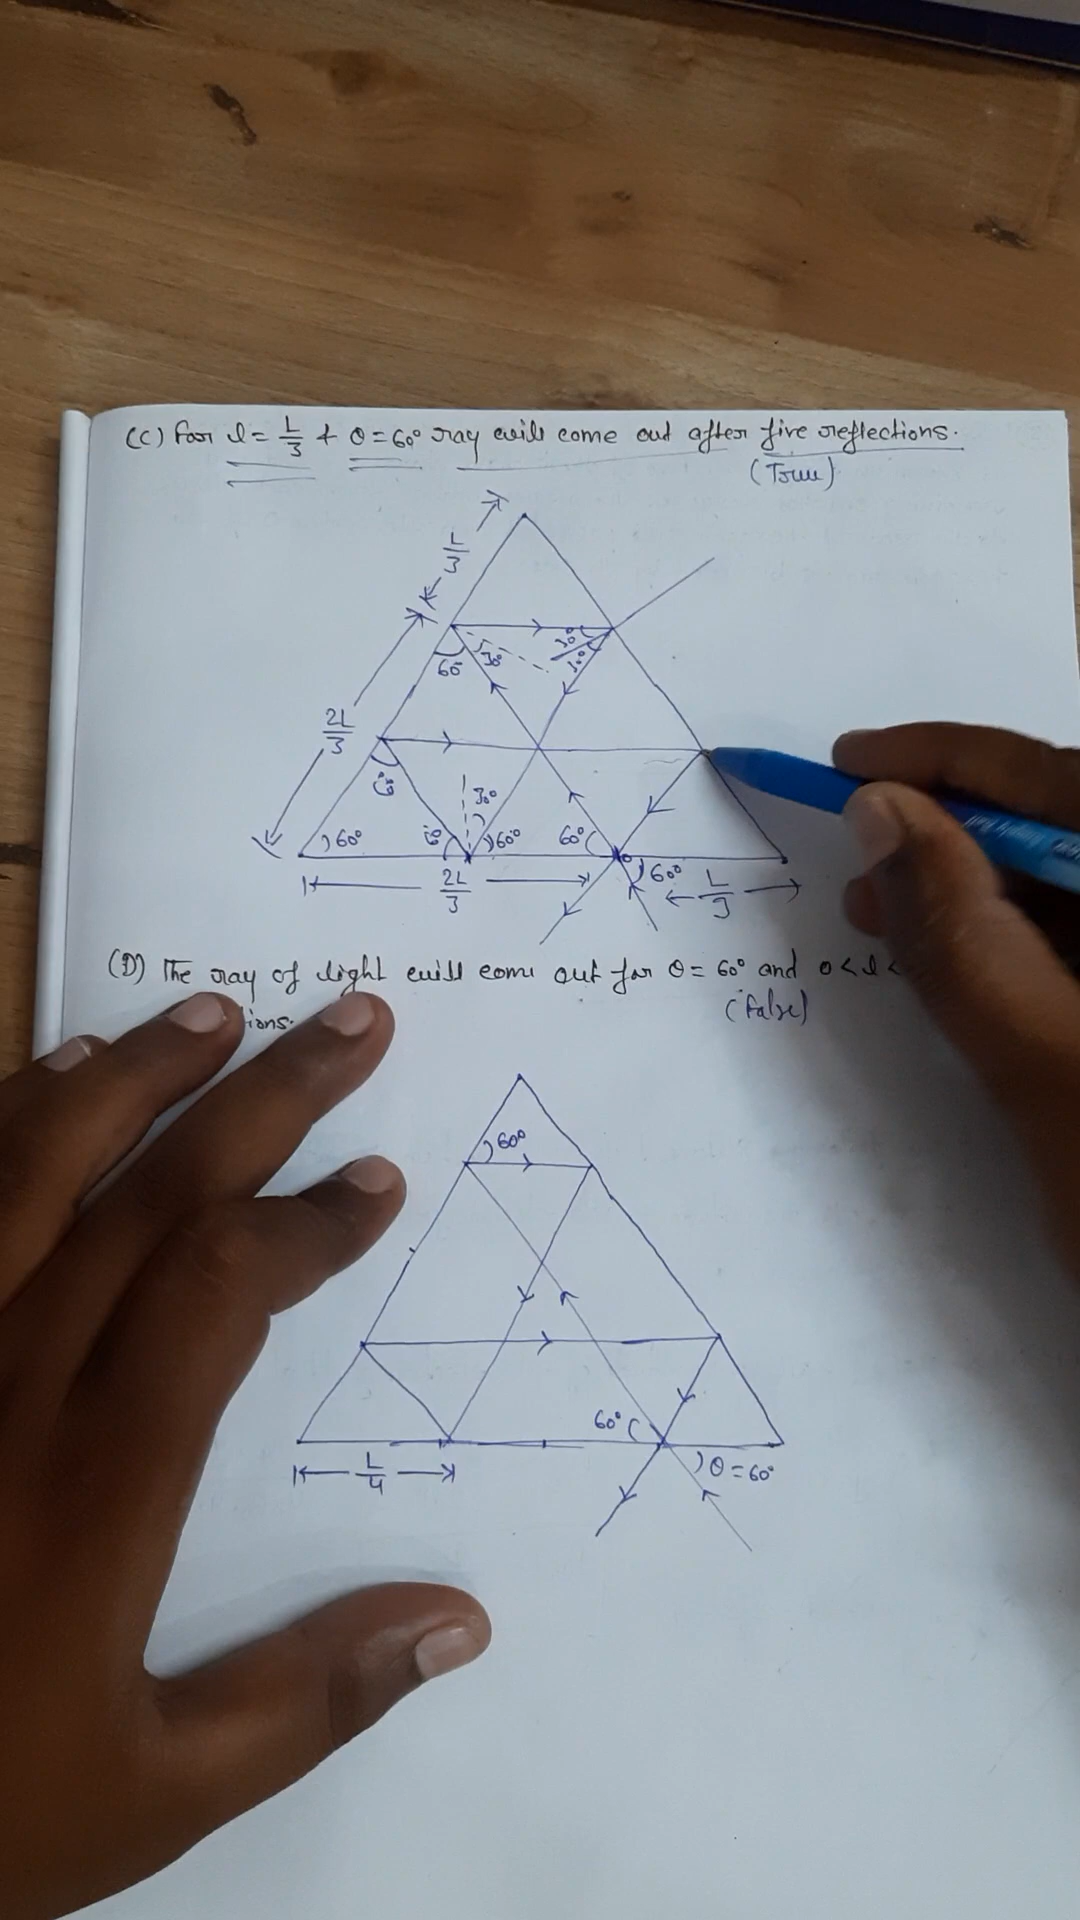 (C) For l = L/3 & θ = 60° ray will come out after five reflections.
(True)
L/3
30°
30°
60°
30°
2L/3
60°
30°
60°
60°
60°
60°
60°
2L/3
L/3
(D) The ray of light will come out for θ = 60° and 0 < l <
ions.
(False)
60°
60°
θ = 60°
L/4